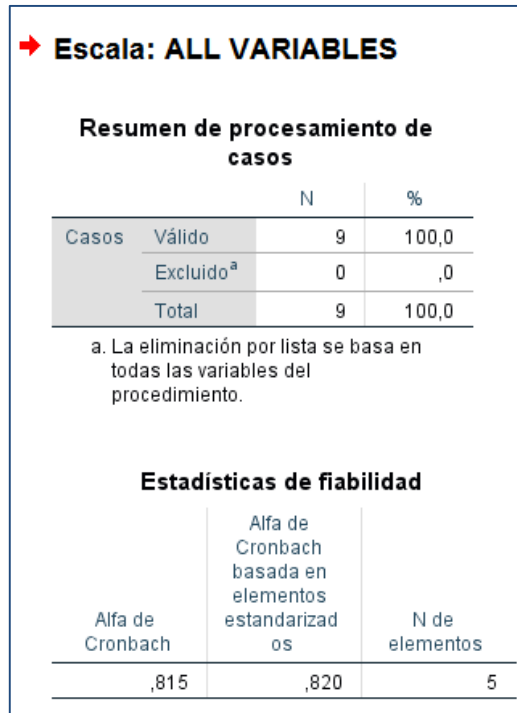 Escala: ALL VARIABLES
Resumen de procesamiento de
casos
N %
Casos Válido 9 100,0
Excluido^a 0 ,0
Total 9 100,0
a. La eliminación por lista se basa en
todas las variables del
procedimiento.
Estadísticas de fiabilidad
Alfa de
Cronbach
Alfa de
Cronbach
basada en
elementos
estandarizad
os
N de
elementos
,815 ,820 5